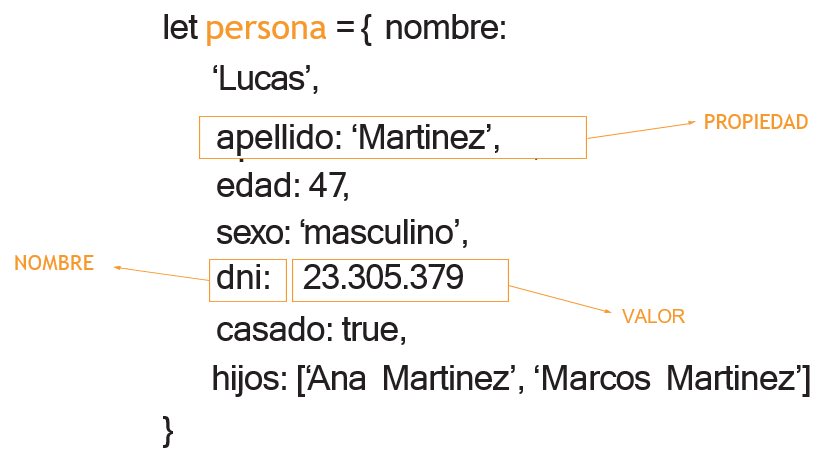 let persona = { nombre:
‘Lucas’,
apellido: ‘Martinez’,
PROPIEDAD
edad: 47,
sexo: ‘masculino’,
NOMBRE
dni: 23.305.379
VALOR
casado: true,
hijos: [‘Ana Martinez’, ‘Marcos Martinez’]
}